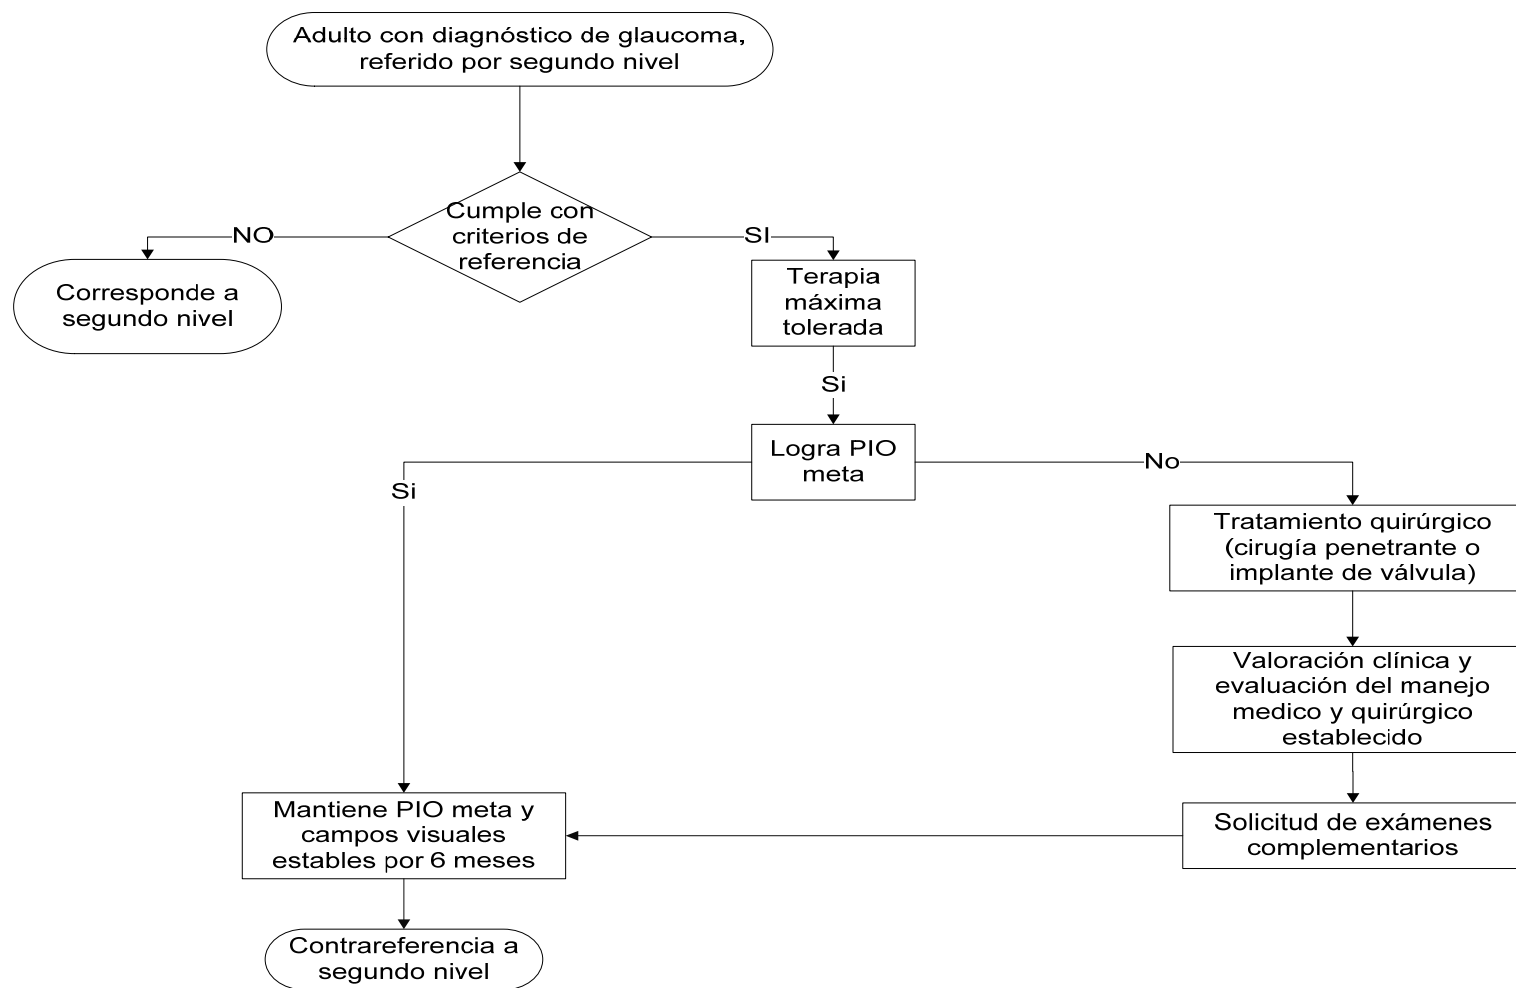 Adulto con diagnóstico de glaucoma,
referido por segundo nivel
Cumple con
criterios de
referencia
NO
SI
Corresponde a
segundo nivel
Terapia
máxima
tolerada
Si
Logra PIO
meta
Si
No
Tratamiento quirúrgico
(cirugía penetrante o
implante de válvula)
Valoración clínica y
evaluación del manejo
medico y quirúrgico
establecido
Solicitud de exámenes
complementarios
Mantiene PIO meta y
campos visuales
estables por 6 meses
Contrareferencia a
segundo nivel